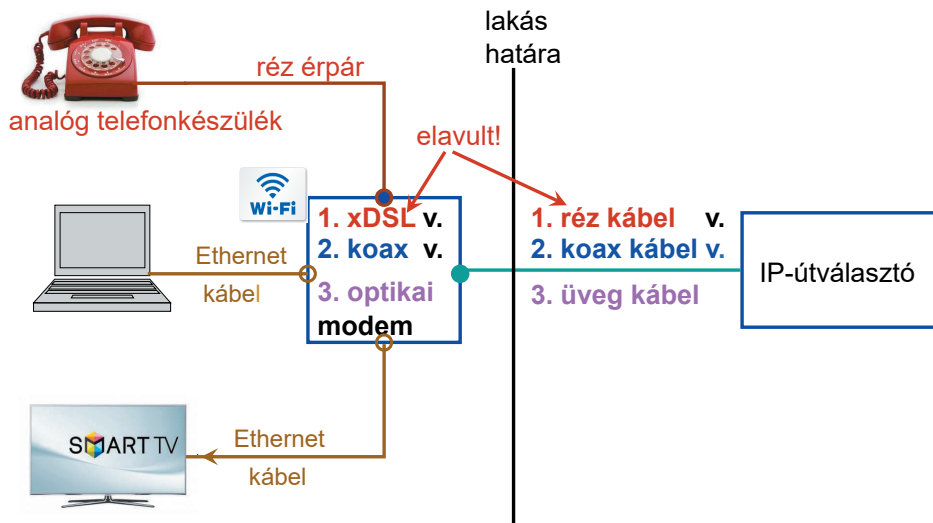 lakás
határa
réz érpár
analóg telefonkészülék
elavult!
Wi-Fi
1. xDSL v.
2. koax v.
3. optikai
modem
1. réz kábel v.
2. koax kábel v.
3. üveg kábel
IP-útválasztó
Ethernet
kábel
SMART TV
Ethernet
kábel